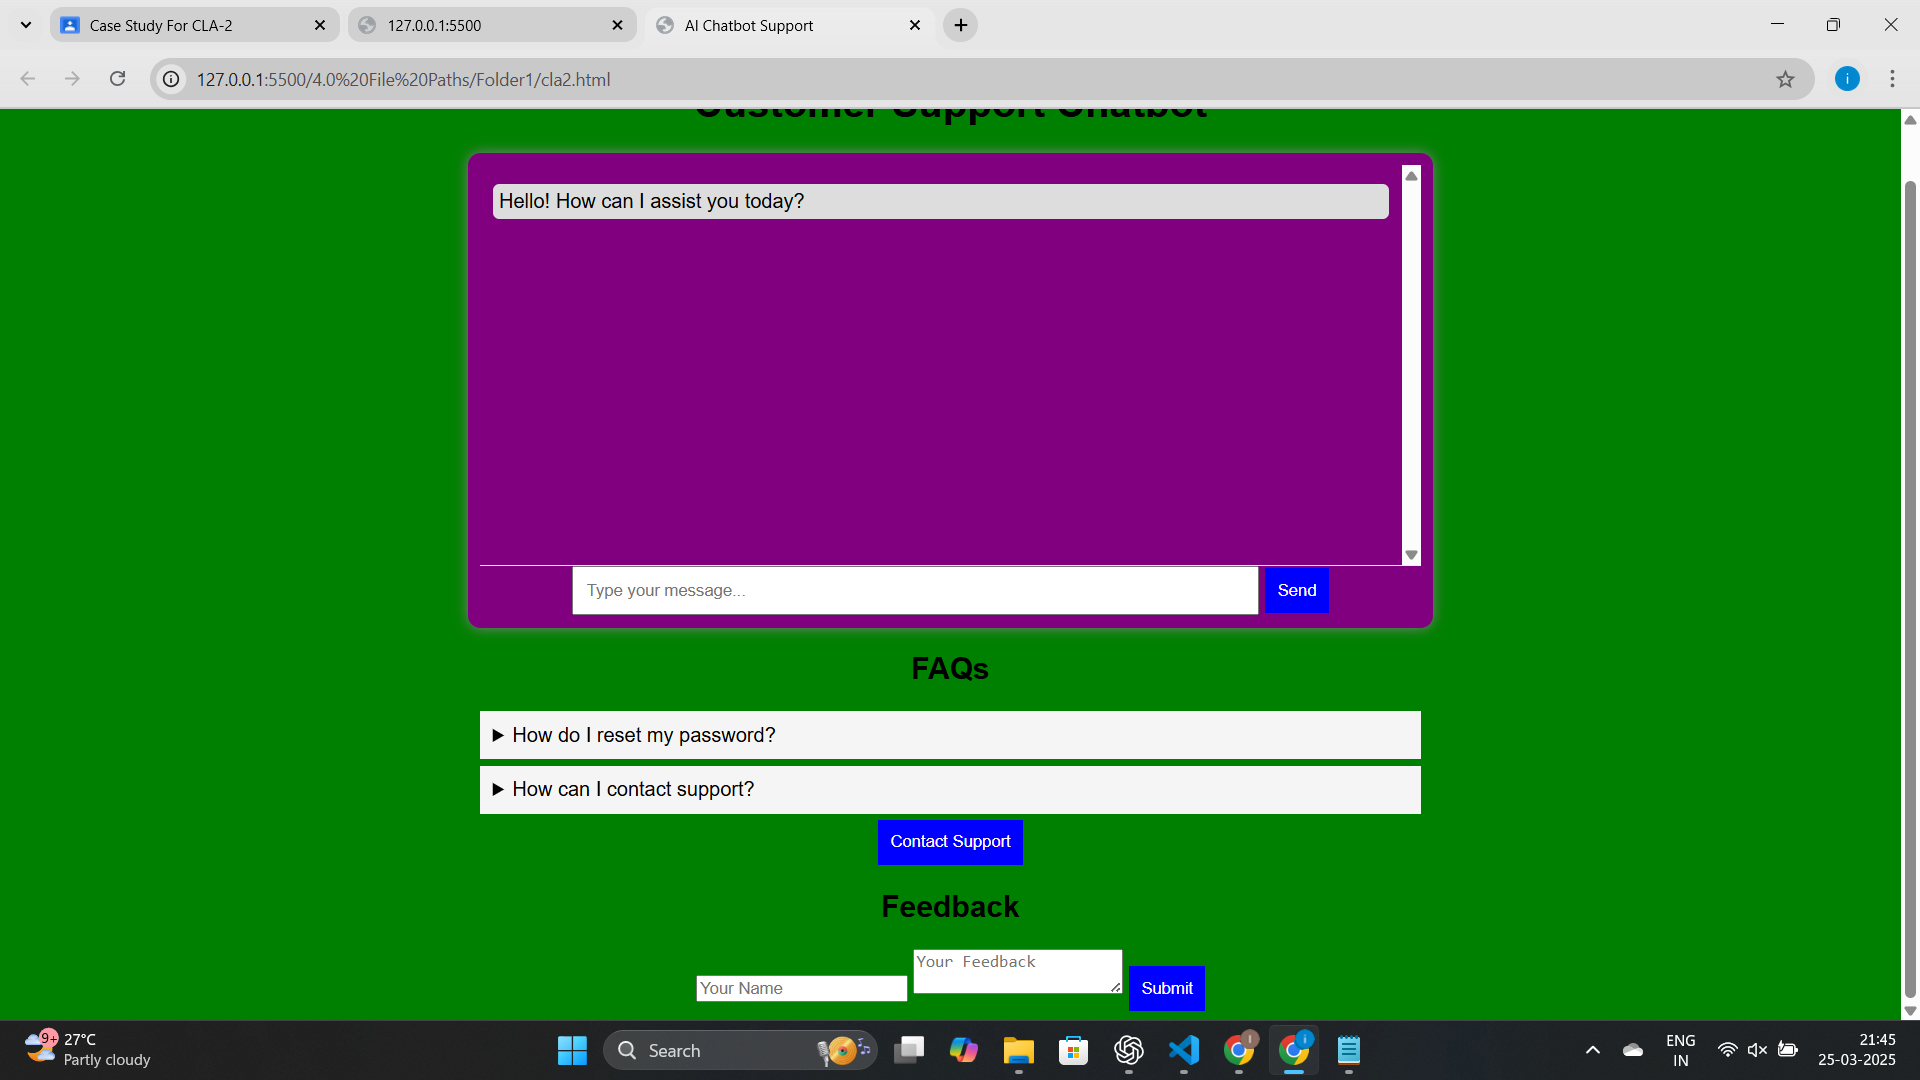 Case Study For CLA-2
127.0.0.1:5500
AI Chatbot Support
127.0.0.1:5500/4.0%20File%20Paths/Folder1/cla2.html
i
Customer Support Chatbot
Hello! How can I assist you today?
Type your message...
Send
FAQs
How do I reset my password?
How can I contact support?
Contact Support
Feedback
Your Name
Your Feedback
Submit
9+
27°C
Partly cloudy
Search
I
i
ENG
IN
21:45
25-03-2025